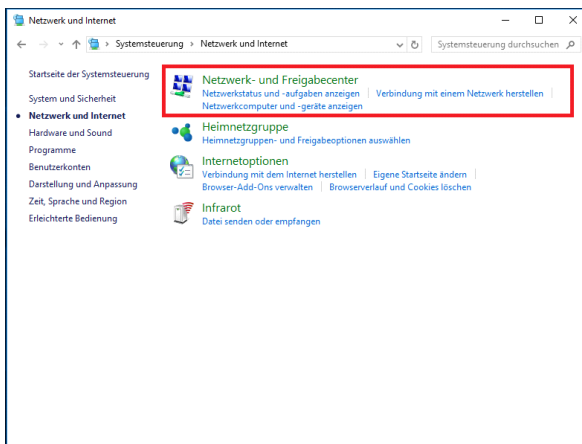 Netzwerk und Internet
Systemsteuerung > Netzwerk und Internet
Systemsteuerung durchsuchen
Startseite der Systemsteuerung
System und Sicherheit
Netzwerk und Internet
Hardware und Sound
Programme
Benutzerkonten
Darstellung und Anpassung
Zeit, Sprache und Region
Erleichterte Bedienung
Netzwerk- und Freigabecenter
Netzwerkstatus und -aufgaben anzeigen | Verbindung mit einem Netzwerk herstellen |
Netzwerkcomputer und -geräte anzeigen
Heimnetzgruppe
Heimnetzgruppen- und Freigabeoptionen auswählen
Internetoptionen
Verbindung mit dem Internet herstellen | Eigene Startseite ändern |
Browser-Add-Ons verwalten | Browserverlauf und Cookies löschen
Infrarot
Datei senden oder empfangen